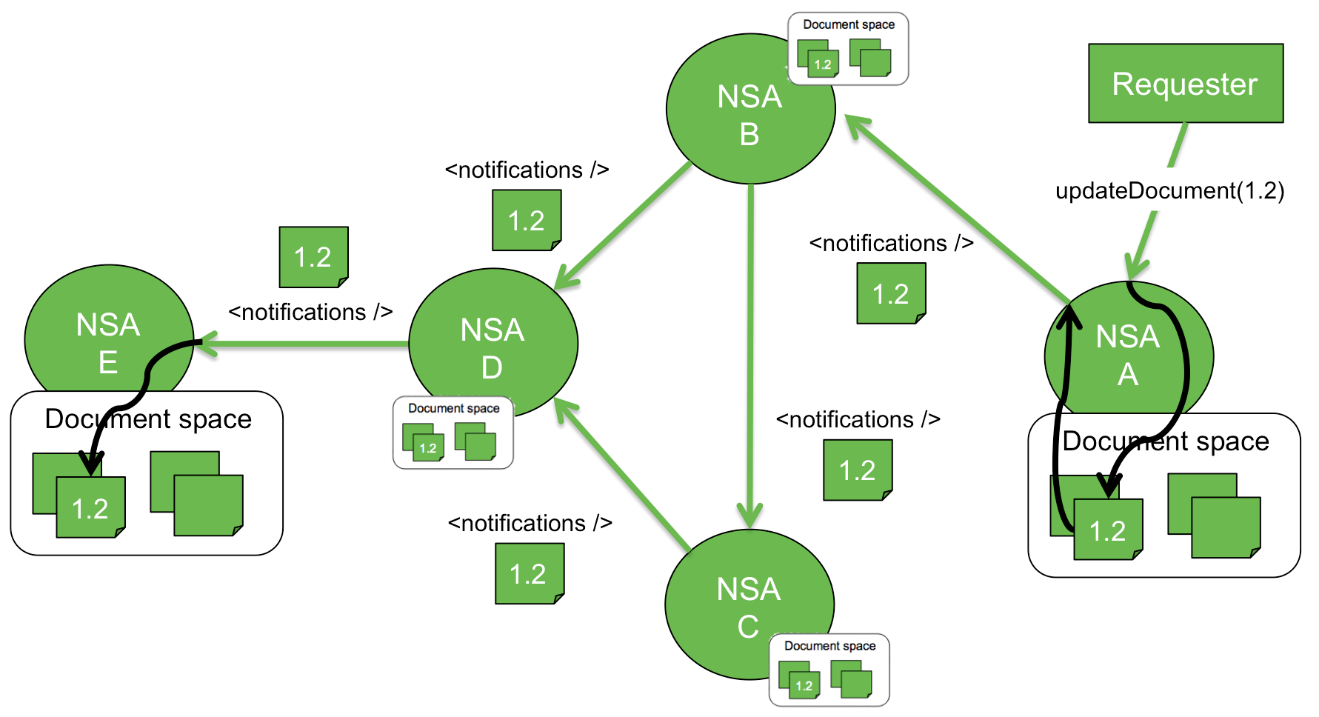 Document space
1.2
NSA
B
Requester
<notifications />
1.2
updateDocument(1.2)
1.2
<notifications />
<notifications />
1.2
NSA
E
NSA
D
NSA
A
Document space
1.2
Document space
1.2
<notifications />
1.2
Document space
1.2
<notifications />
1.2
NSA
C
Document space
1.2